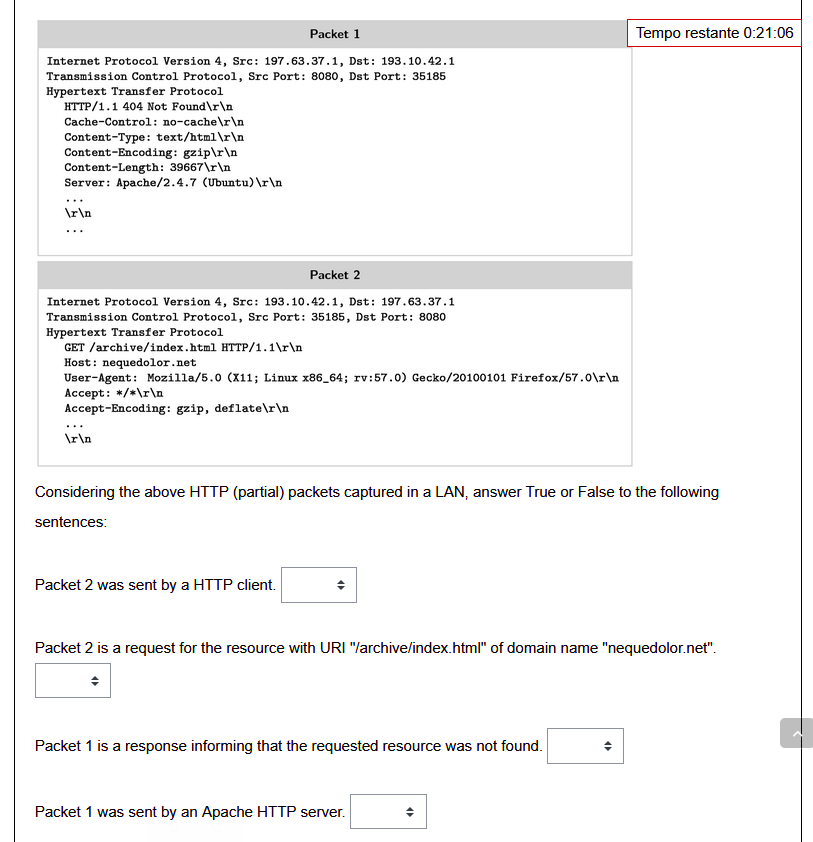 Packet 1
Tempo restante 0:21:06
Internet Protocol Version 4, Src: 197.63.37.1, Dst: 193.10.42.1
Transmission Control Protocol, Src Port: 8080, Dst Port: 35185
Hypertext Transfer Protocol
HTTP/1.1 404 Not Found\r\n
Cache-Control: no-cache\r\n
Content-Type: text/html\r\n
Content-Encoding: gzip\r\n
Content-Length: 39667\r\n
Server: Apache/2.4.7 (Ubuntu)\r\n
...
\r\n
...
Packet 2
Internet Protocol Version 4, Src: 193.10.42.1, Dst: 197.63.37.1
Transmission Control Protocol, Src Port: 35185, Dst Port: 8080
Hypertext Transfer Protocol
GET /archive/index.html HTTP/1.1\r\n
Host: nequedolor.net
User-Agent: Mozilla/5.0 (X11; Linux x86_64; rv:57.0) Gecko/20100101 Firefox/57.0\r\n
Accept: */*\r\n
Accept-Encoding: gzip, deflate\r\n
...
\r\n
Considering the above HTTP (partial) packets captured in a LAN, answer True or False to the following
sentences:
Packet 2 was sent by a HTTP client.
Packet 2 is a request for the resource with URI "/archive/index.html" of domain name "nequedolor.net".
Packet 1 is a response informing that the requested resource was not found.
Packet 1 was sent by an Apache HTTP server.